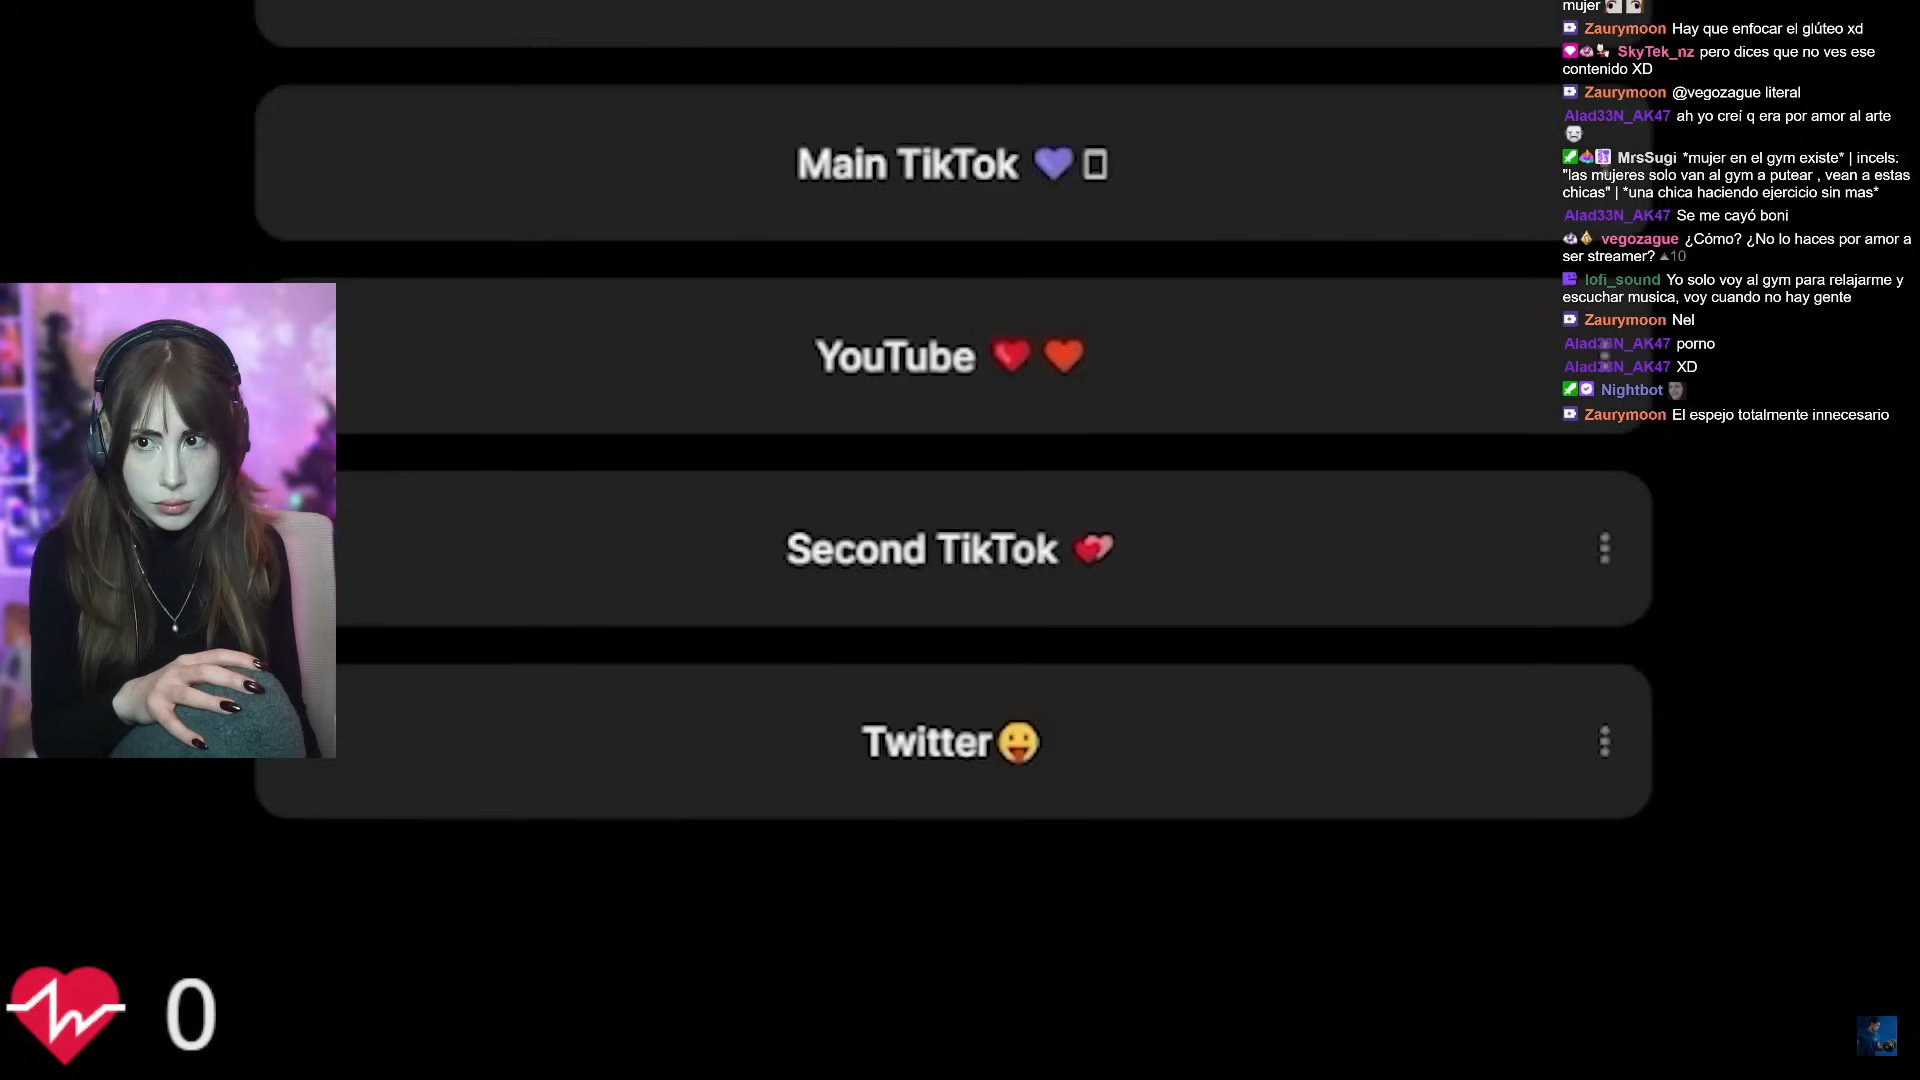 Main TikTok 💜
YouTube ❤️ ♥️
Second TikTok 💕
Twitter😛
0
mujer
Zaurymoon Hay que enfocar el glúteo xd
SkyTek_nz pero dices que no ves ese
contenido XD
Zaurymoon @vegozague literal
Alad33N_AK47 ah yo creí q era por amor al arte
MrsSugi *mujer en el gym existe* | incels:
"las mujeres solo van al gym a putear , vean a estas
chicas" | *una chica haciendo ejercicio sin mas*
Alad33N_AK47 Se me cayó boni
vegozague ¿Cómo? ¿No lo haces por amor a
ser streamer? ▲10
lofi_sound Yo solo voy al gym para relajarme y
escuchar musica, voy cuando no hay gente
Zaurymoon Nel
Alad33N_AK47 porno
Alad33N_AK47 XD
Nightbot
Zaurymoon El espejo totalmente innecesario